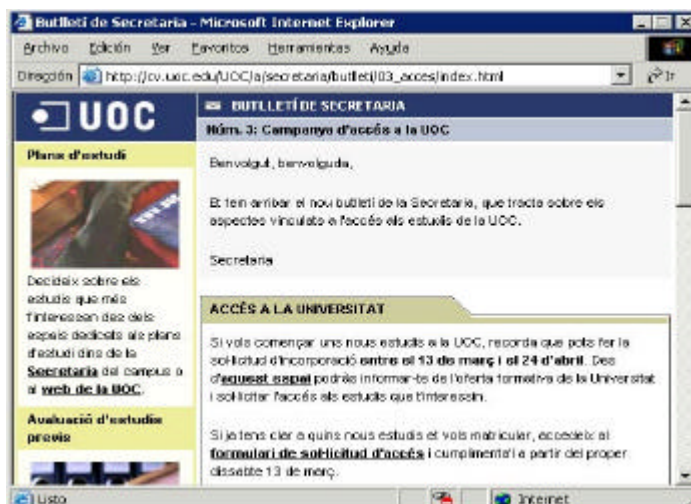 Butlletí de Secretaria - Microsoft Internet Explorer
Archivo Edición Ver Favoritos Herramientas Ayuda
Dirección http://cv.uoc.edu/UOC/a/secretaria/butlleti/03_acces/index.html Ir
UOC
BUTLLETÍ DE SECRETARIA
Núm. 3: Campanya d'accés a la UOC
Benvolgut, benvolguda,
Et fem arribar el nou butlletí de la Secretaria, que tracta sobre els
aspectes vinculats a l'accés als estudis de la UOC.
Secretaria
Plans d'estudi
Decideix sobre els
estudis que més
t'interessen des dels
espais dedicats als plans
d'estudi dins de la
Secretaria del campus o
al web de la UOC.
Avaluació d'estudis
previs
ACCÉS A LA UNIVERSITAT
Si vols començar uns nous estudis a la UOC, recorda que pots fer la
sol·licitud d'incorporació entre el 13 de març i el 24 d'abril. Des
d'aquest espai podràs informar-te de l'oferta formativa de la Universitat
i sol·licitar l'accés als estudis que t'interessin.
Si ja tens clar a quins nous estudis et vols matricular, accedeix al
formulari de sol·licitud d'accés i cumplimenta'l a partir del proper
dissabte 13 de març.
Listo
Internet